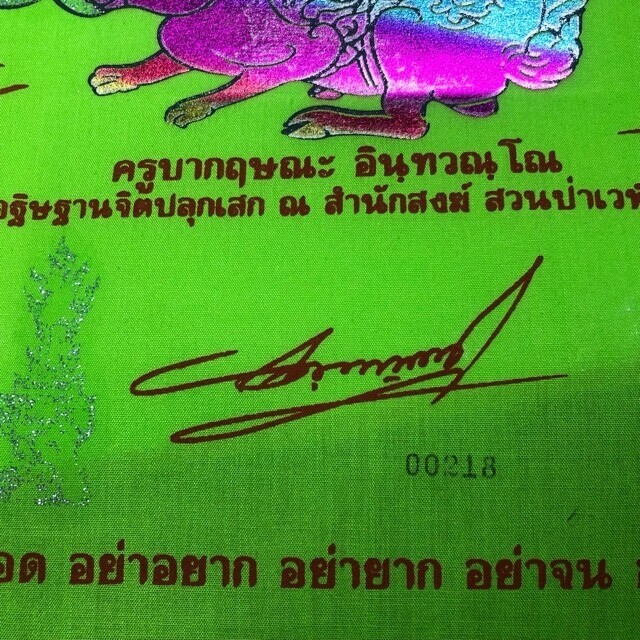 ครูบากฤษณะ อินฺทวณฺโณ
อธิษฐานจิตปลุกเสก ณ สำนักสงฆ์ สวนป่าเวฬุ
00218
อด อย่าอยาก อย่ายาก อย่าจน